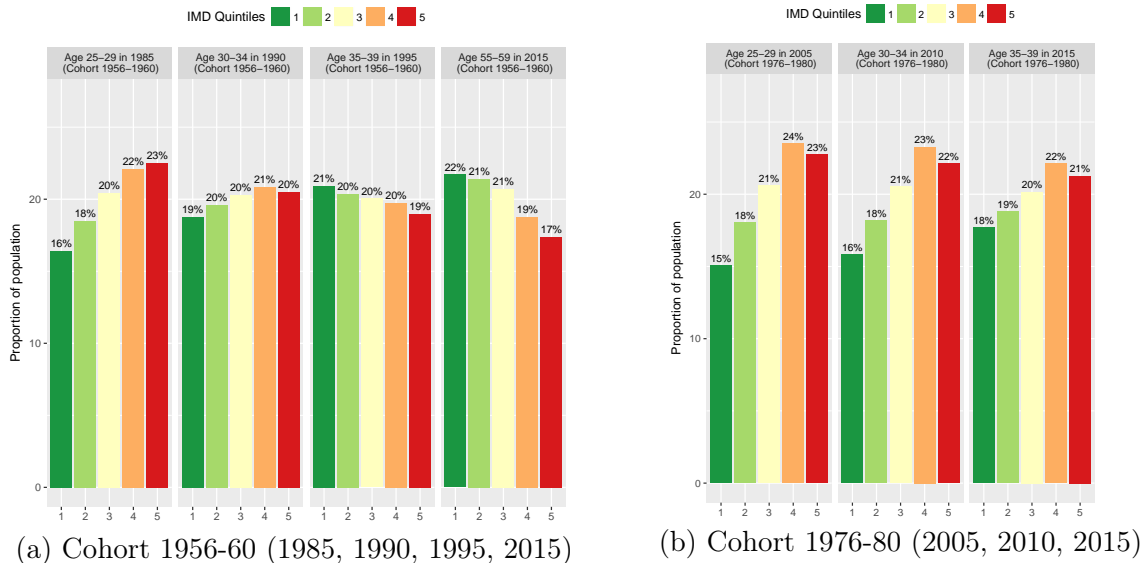 IMD Quintiles 1 2 3 4 5
Age 25–29 in 1985
(Cohort 1956–1960)
Age 30–34 in 1990
(Cohort 1956–1960)
Age 35–39 in 1995
(Cohort 1956–1960)
Age 55–59 in 2015
(Cohort 1956–1960)
Proportion of population
20
10
0
16% 18% 20% 22% 23%
19% 20% 20% 21% 20%
21% 20% 20% 20% 19%
22% 21% 21% 19% 17%
1 2 3 4 5 1 2 3 4 5 1 2 3 4 5 1 2 3 4 5
(a) Cohort 1956-60 (1985, 1990, 1995, 2015)
IMD Quintiles 1 2 3 4 5
Age 25–29 in 2005
(Cohort 1976–1980)
Age 30–34 in 2010
(Cohort 1976–1980)
Age 35–39 in 2015
(Cohort 1976–1980)
Proportion of population
20
10
0
15% 18% 21% 24% 23%
16% 18% 21% 23% 22%
18% 19% 20% 22% 21%
1 2 3 4 5 1 2 3 4 5 1 2 3 4 5
(b) Cohort 1976-80 (2005, 2010, 2015)